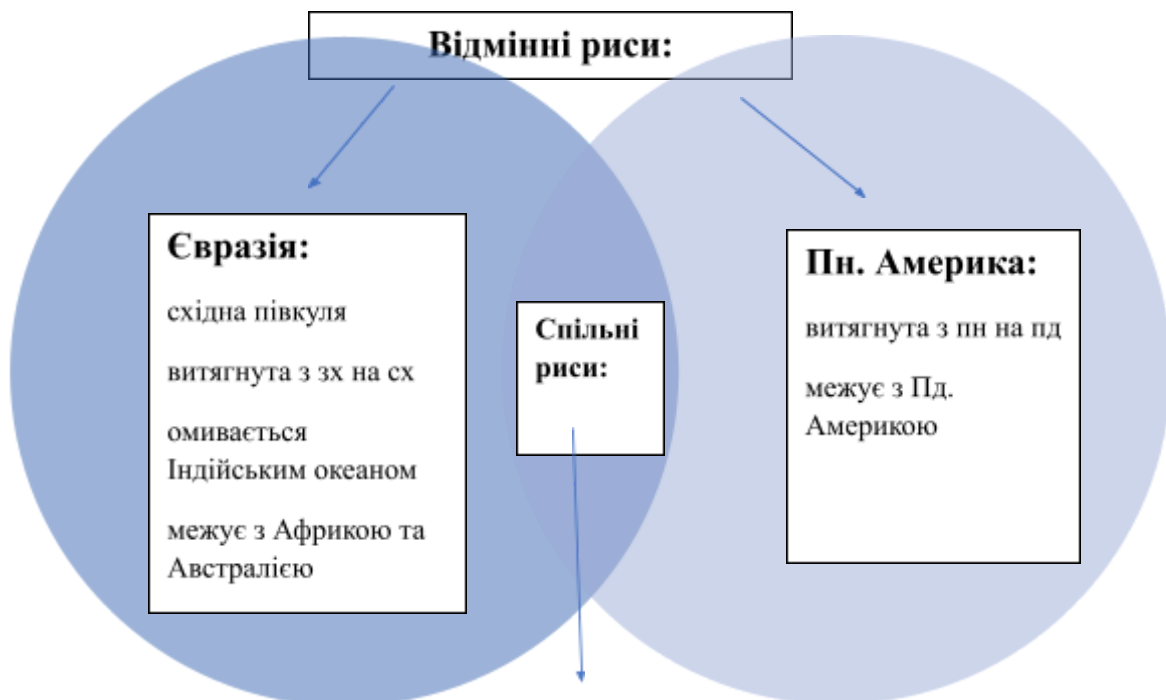 Відмінні риси:
Євразія:
східна півкуля
витягнута з зх на сх
омивається
Індійським океаном
межує з Африкою та
Австралією
Спільні
риси:
Пн. Америка:
витягнута з пн на пд
межує з Пд.
Америкою